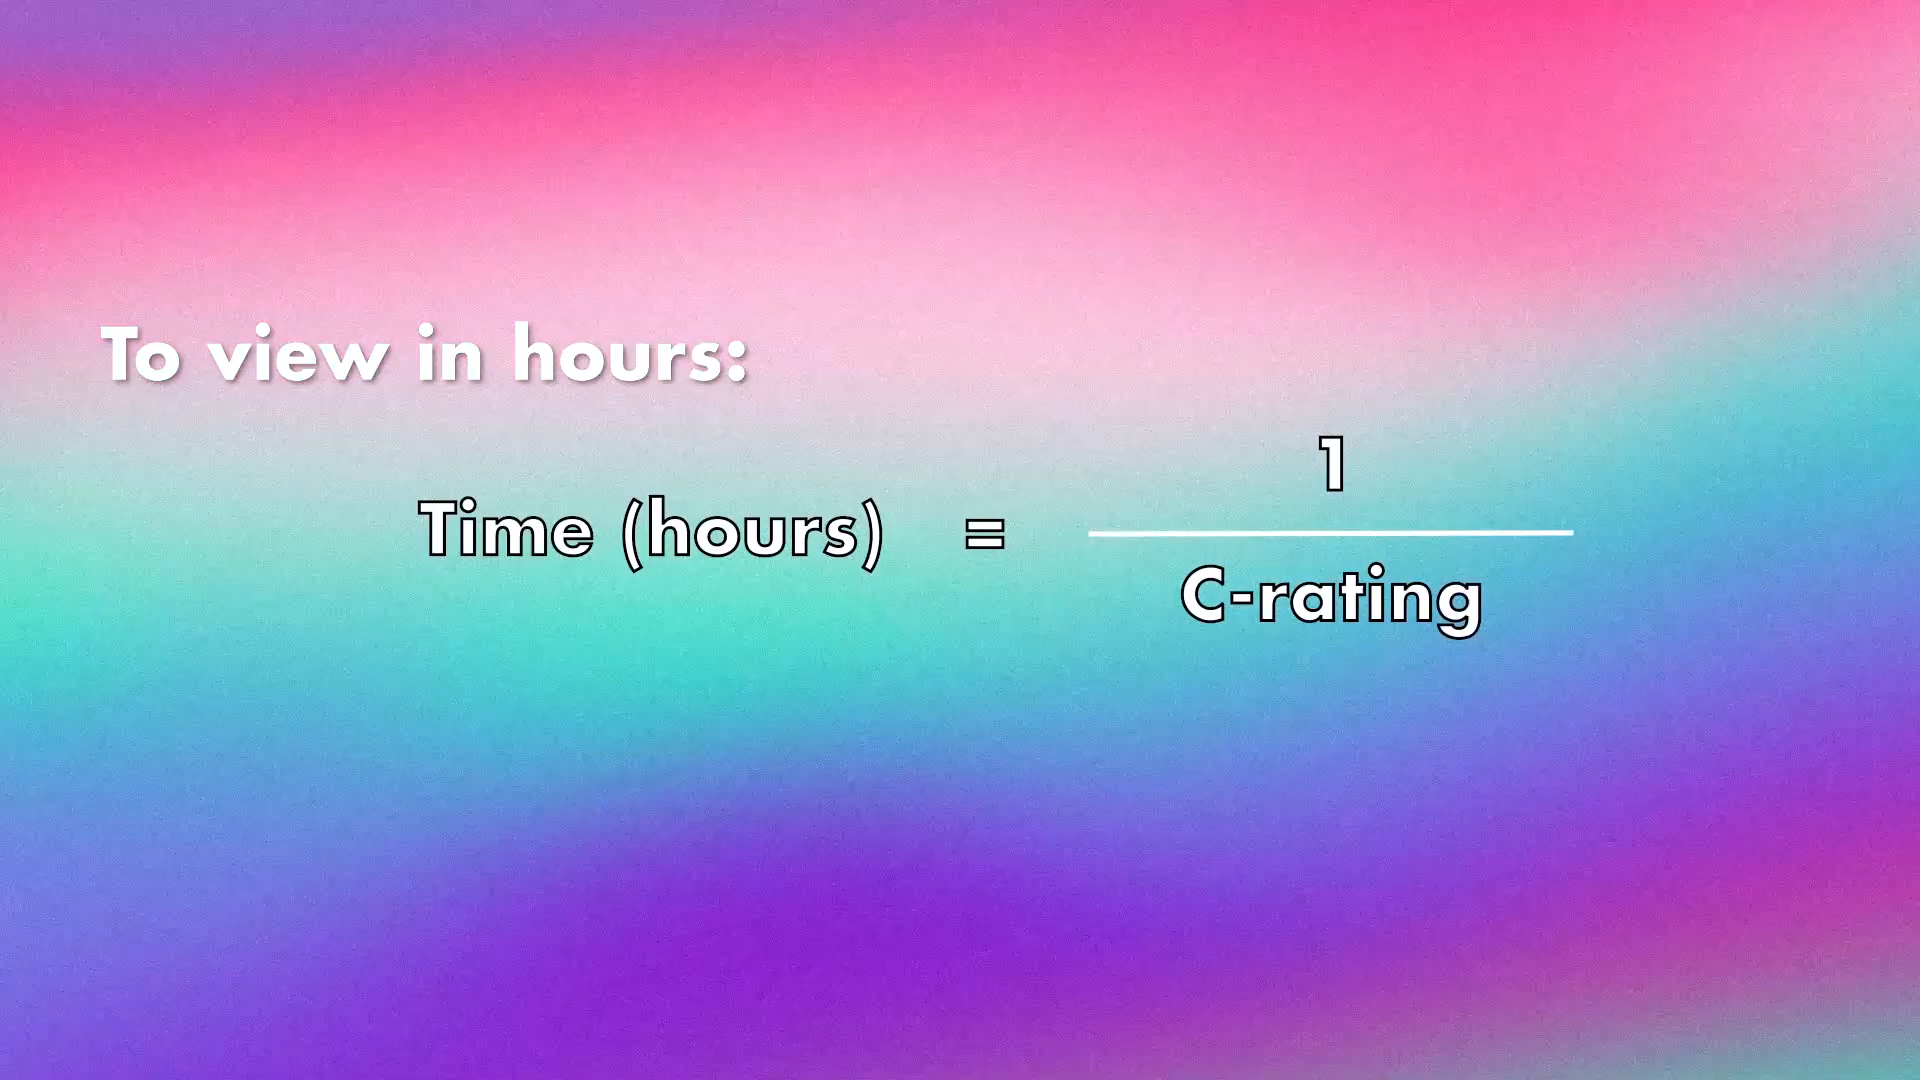 To view in hours:
Time (hours) = 1
C-rating